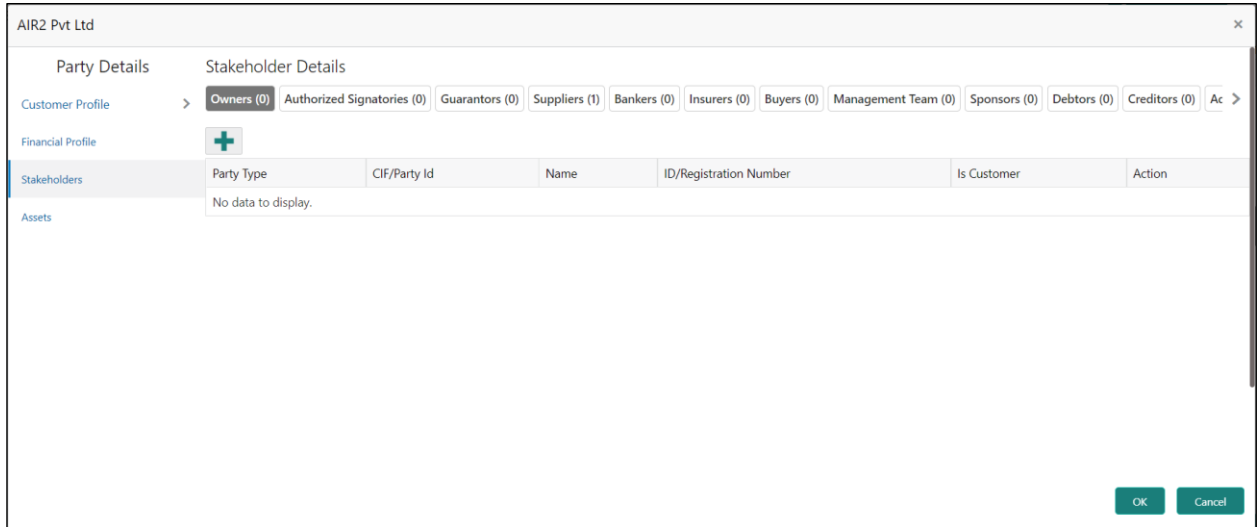 AIR2 Pvt Ltd
Party Details
Stakeholder Details
Customer Profile
Owners (0) Authorized Signatories (0) Guarantors (0) Suppliers (1) Bankers (0) Insurers (0) Buyers (0) Management Team (0) Sponsors (0) Debtors (0) Creditors (0) Ac
Financial Profile
Stakeholders
Party Type CIF/Party Id Name ID/Registration Number Is Customer Action
No data to display.
Assets
OK Cancel